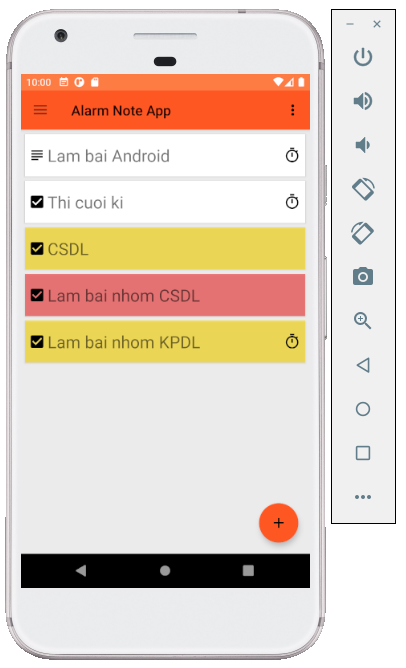 10:00
Alarm Note App
Lam bai Android
Thi cuoi ki
CSDL
Lam bai nhom CSDL
Lam bai nhom KPDL